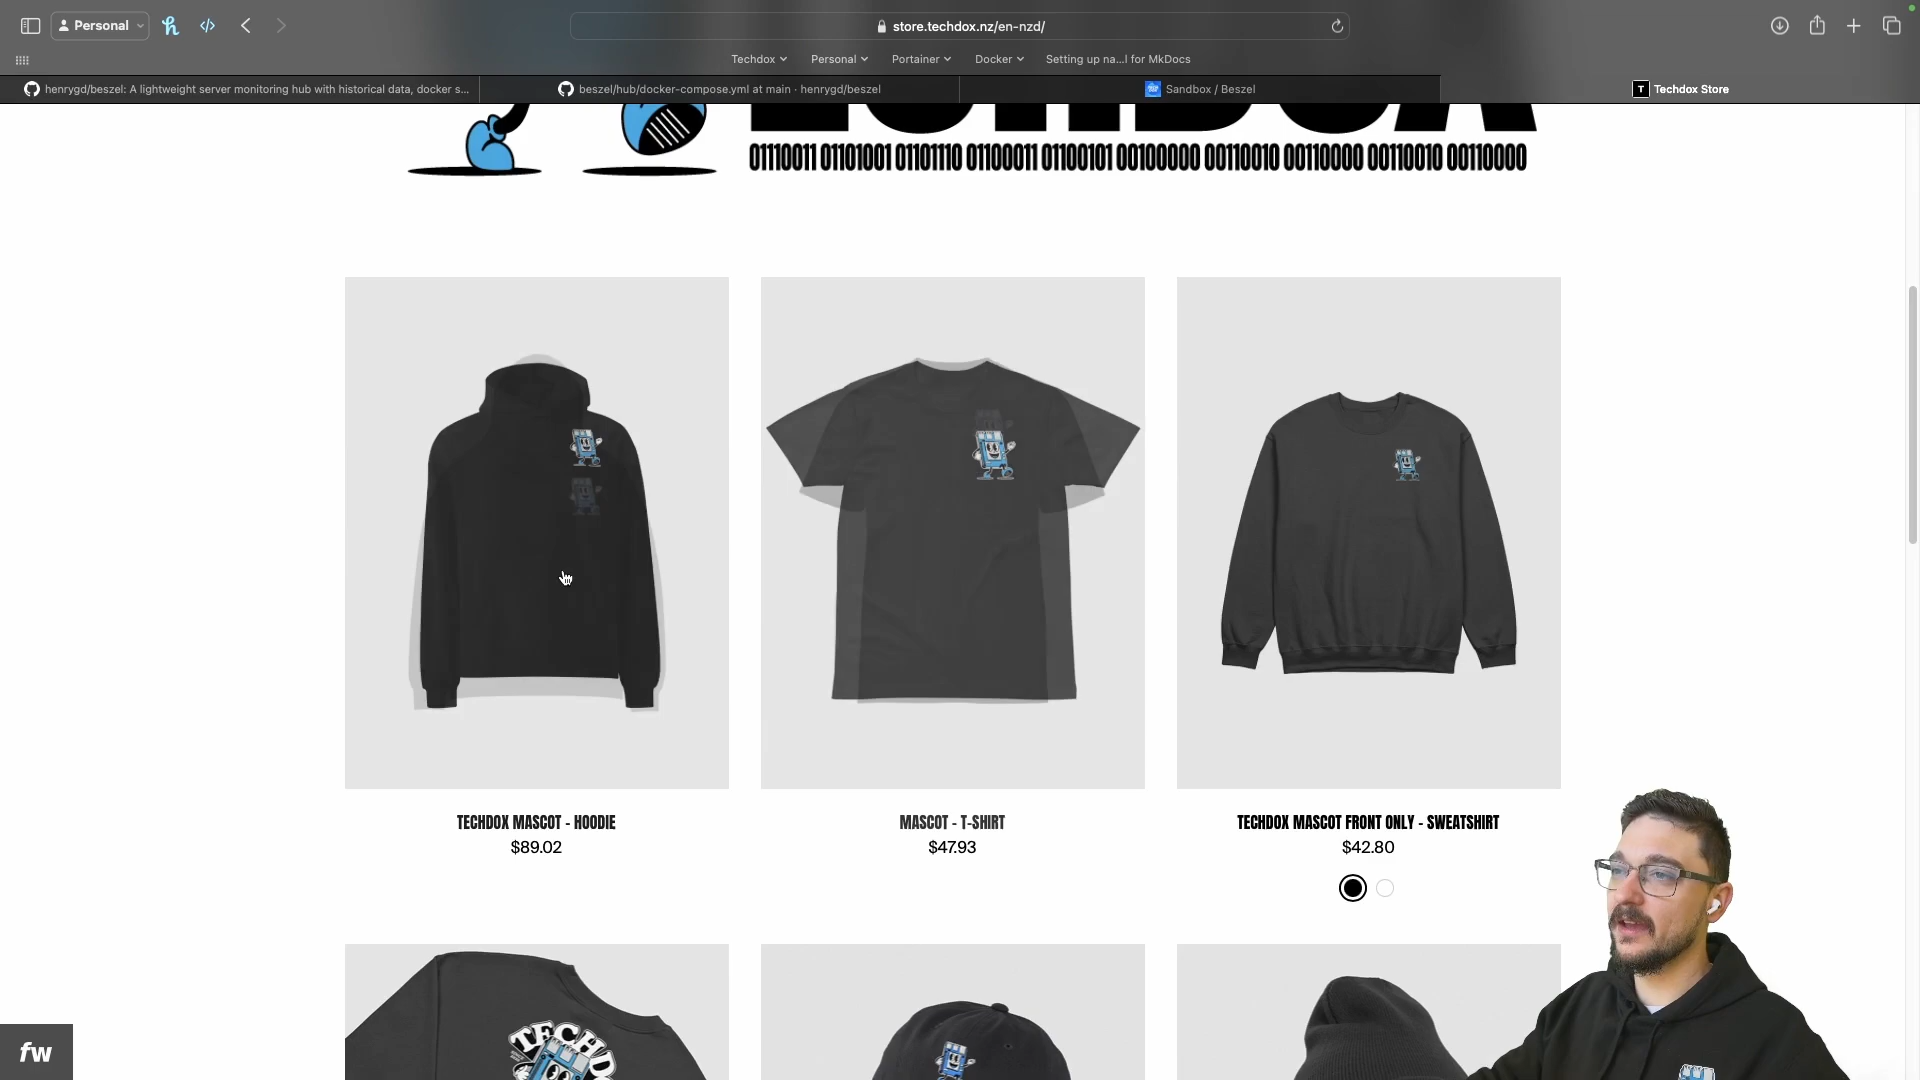 Personal
store.techdox.nz/en-nzd/
Techdox
Personal
Portainer
Docker
Setting up na...l for MkDocs
henrygd/beszel: A lightweight server monitoring hub with historical data, docker s...
beszel/hub/docker-compose.yml at main · henrygd/beszel
Sandbox / Beszel
T Techdox Store
01110011 01101001 01101110 01100011 01100101 00100000 00110010 00110000 00110010 00110000
TECHDOX MASCOT - HOODIE
$89.02
MASCOT - T-SHIRT
$47.93
TECHDOX MASCOT FRONT ONLY - SWEATSHIRT
$42.80
fw